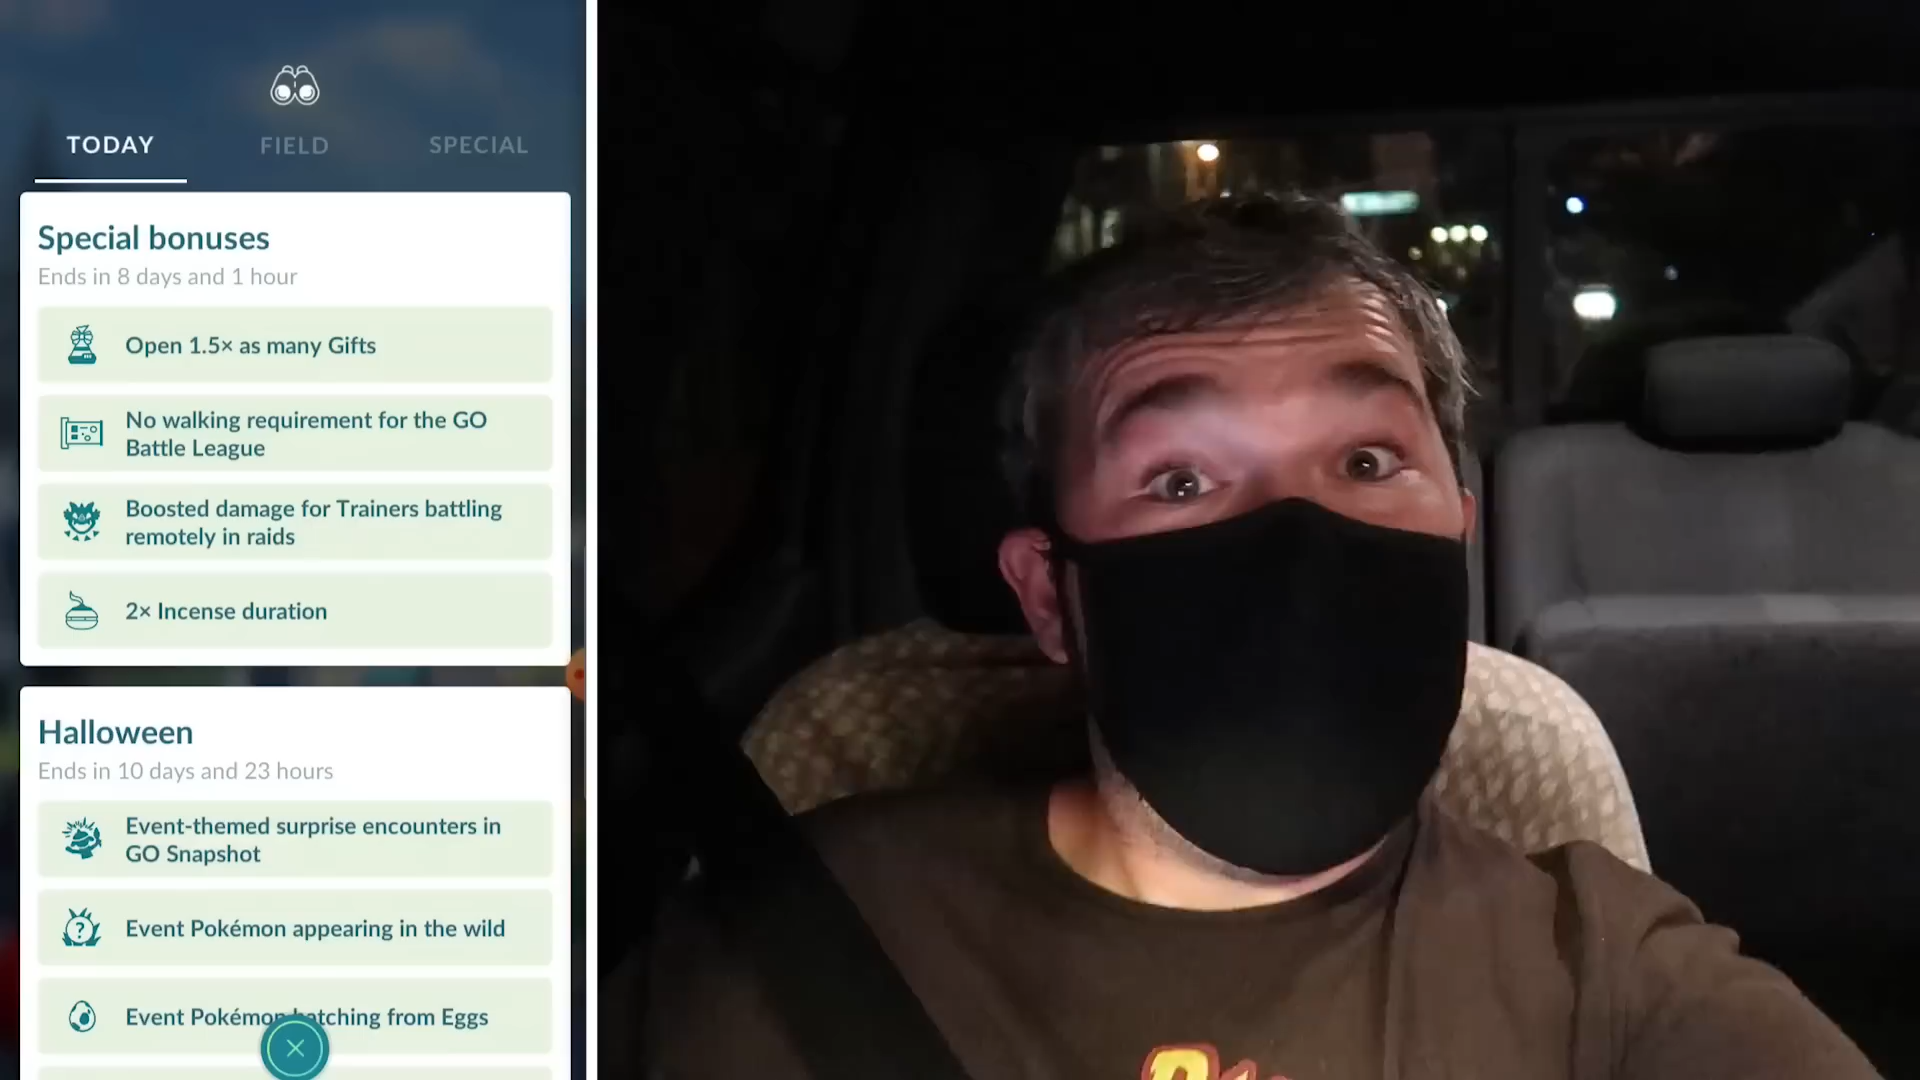 TODAY
FIELD
SPECIAL
Special bonuses
Ends in 8 days and 1 hour
Open 1.5× as many Gifts
No walking requirement for the GO
Battle League
Boosted damage for Trainers battling
remotely in raids
2× Incense duration
Halloween
Ends in 10 days and 23 hours
Event-themed surprise encounters in
GO Snapshot
Event Pokémon appearing in the wild
Event Pokémon hatching from Eggs